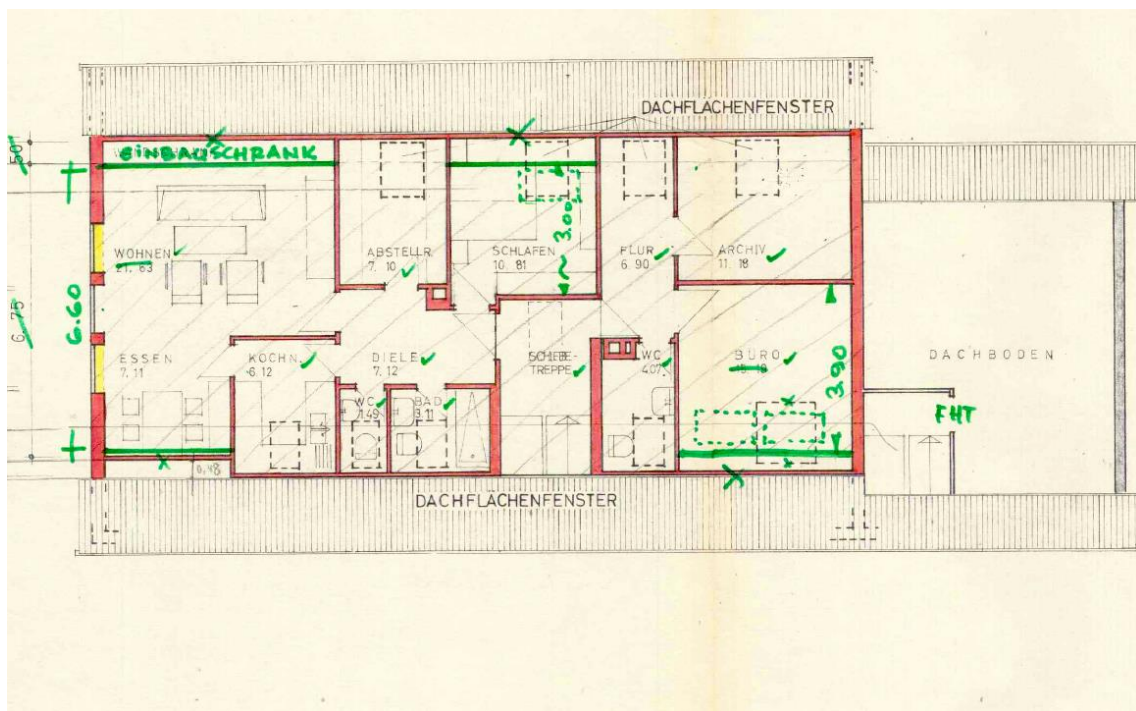 DACHFLÄCHENFENSTER
50
EINBAUSCHRANK
WOHNEN
21.63
ABSTELLR.
7.10
SCHLAFEN
10.81
3.00
FLUR
6.90
ARCHIV
11.18
6.75
6.60
ESSEN
7.11
KOCHN.
6.12
DIELE
7.12
TREPPE
WC
4.07
BÜRO
3.90
DACHBODEN
WC
1.49
BAD
3.11
FHT
0.48
DACHFLÄCHENFENSTER